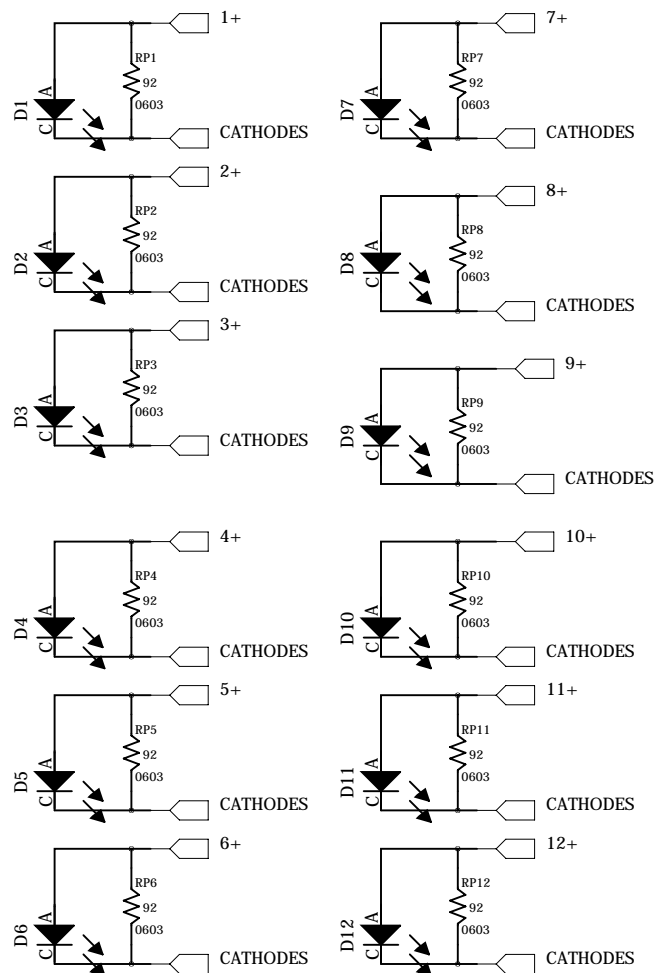 1+
RP1
92
0603
A
C
D1
CATHODES
2+
RP2
92
0603
A
C
D2
CATHODES
3+
RP3
92
0603
A
C
D3
CATHODES
4+
RP4
92
0603
A
C
D4
CATHODES
5+
RP5
92
0603
A
C
D5
CATHODES
6+
RP6
92
0603
A
C
D6
CATHODES
7+
RP7
92
0603
A
C
D7
CATHODES
8+
RP8
92
0603
A
C
D8
CATHODES
9+
RP9
92
0603
A
C
D9
CATHODES
10+
RP10
92
0603
A
C
D10
CATHODES
11+
RP11
92
0603
A
C
D11
CATHODES
12+
RP12
92
0603
A
C
D12
CATHODES